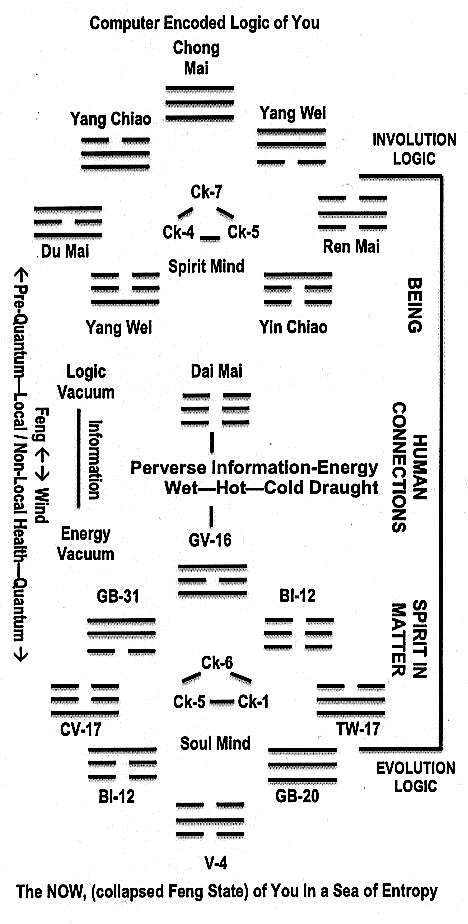 Computer Encoded Logic of You
Chong
Mai
Yang Chiao
Yang Wei
INVOLUTION
LOGIC
Ck-7
Ck-4
Ck-5
Spirit Mind
Du Mai
Ren Mai
Yang Wei
Yin Chiao
BEING
←Pre-Quantum—Local / Non-Local Health—Quantum→
Logic
Vacuum
Feng ↔ Wind
Information
Energy
Vacuum
Dai Mai
Perverse Information-Energy
Wet—Hot—Cold Draught
GV-16
HUMAN
CONNECTIONS
GB-31
BI-12
SPIRIT IN
MATTER
Ck-6
Ck-5
Ck-1
Soul Mind
CV-17
TW-17
BI-12
GB-20
EVOLUTION
LOGIC
V-4
The NOW, (collapsed Feng State) of You In a Sea of Entropy